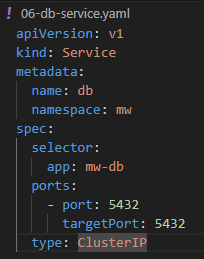 ! 06-db-service.yaml
apiVersion: v1
kind: Service
metadata:
  name: db
  namespace: mw
spec:
  selector:
    app: mw-db
  ports:
    - port: 5432
      targetPort: 5432
  type: ClusterIP